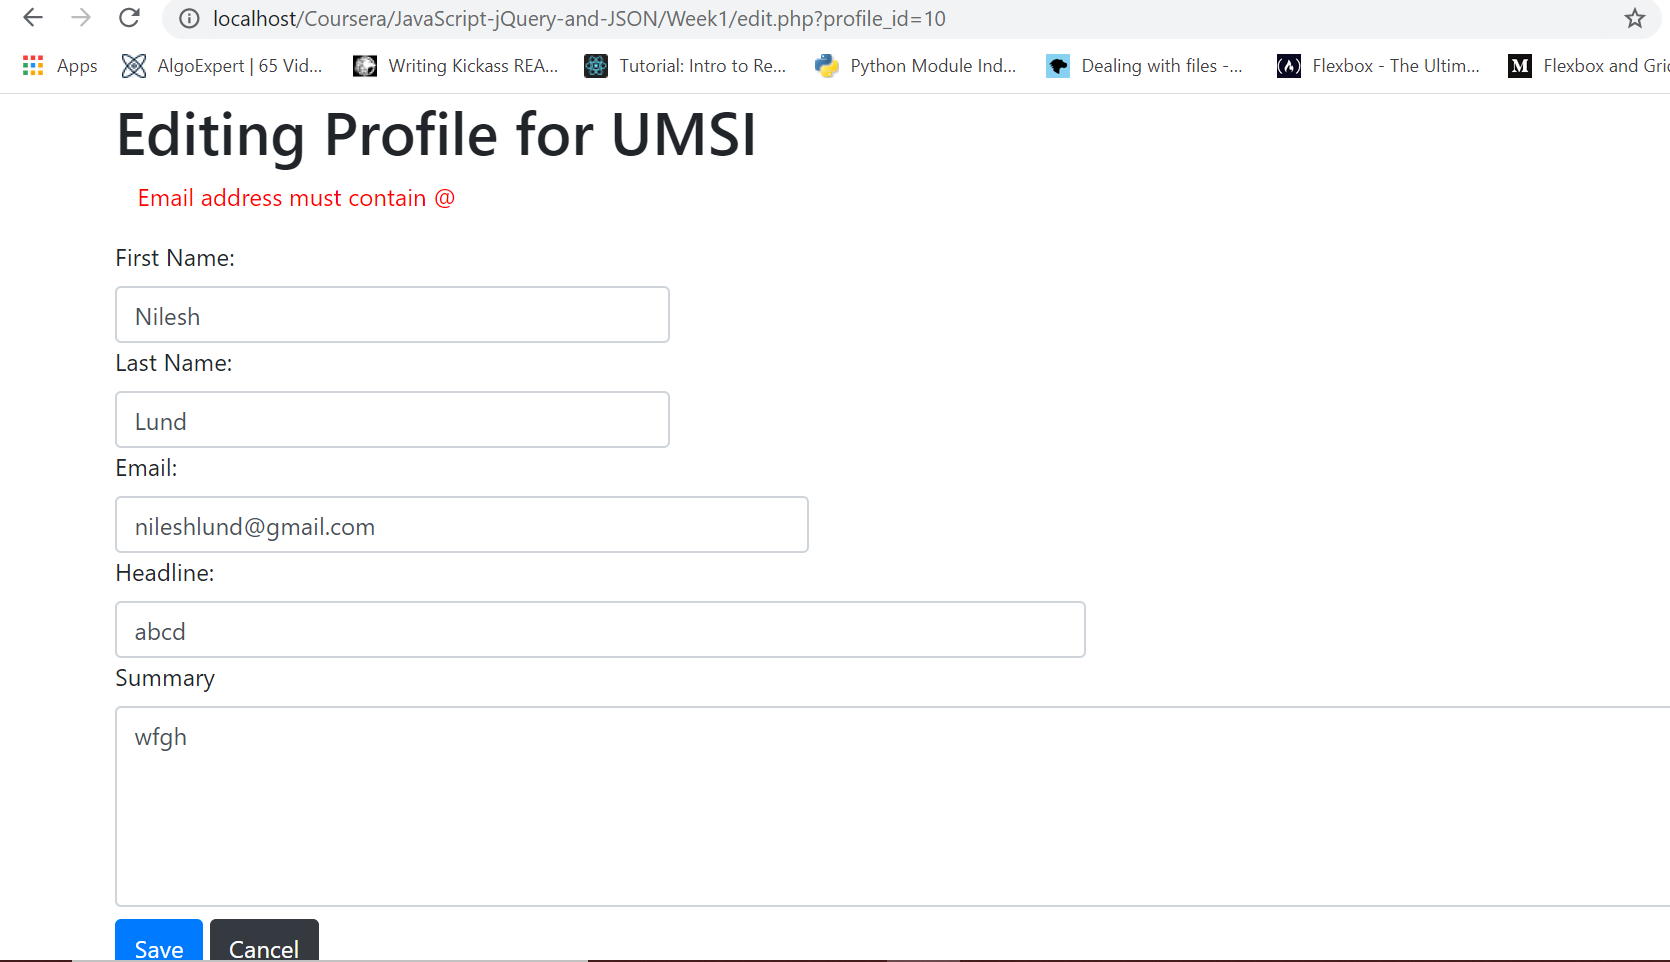 localhost/Coursera/JavaScript-jQuery-and-JSON/Week1/edit.php?profile_id=10
Apps AlgoExpert | 65 Vid... Writing Kickass REA... Tutorial: Intro to Re... Python Module Ind... Dealing with files -... Flexbox - The Ultim... M Flexbox and Gri
Editing Profile for UMSI
Email address must contain @
First Name:
Nilesh
Last Name:
Lund
Email:
nileshlund@gmail.com
Headline:
abcd
Summary
wfgh
Save Cancel